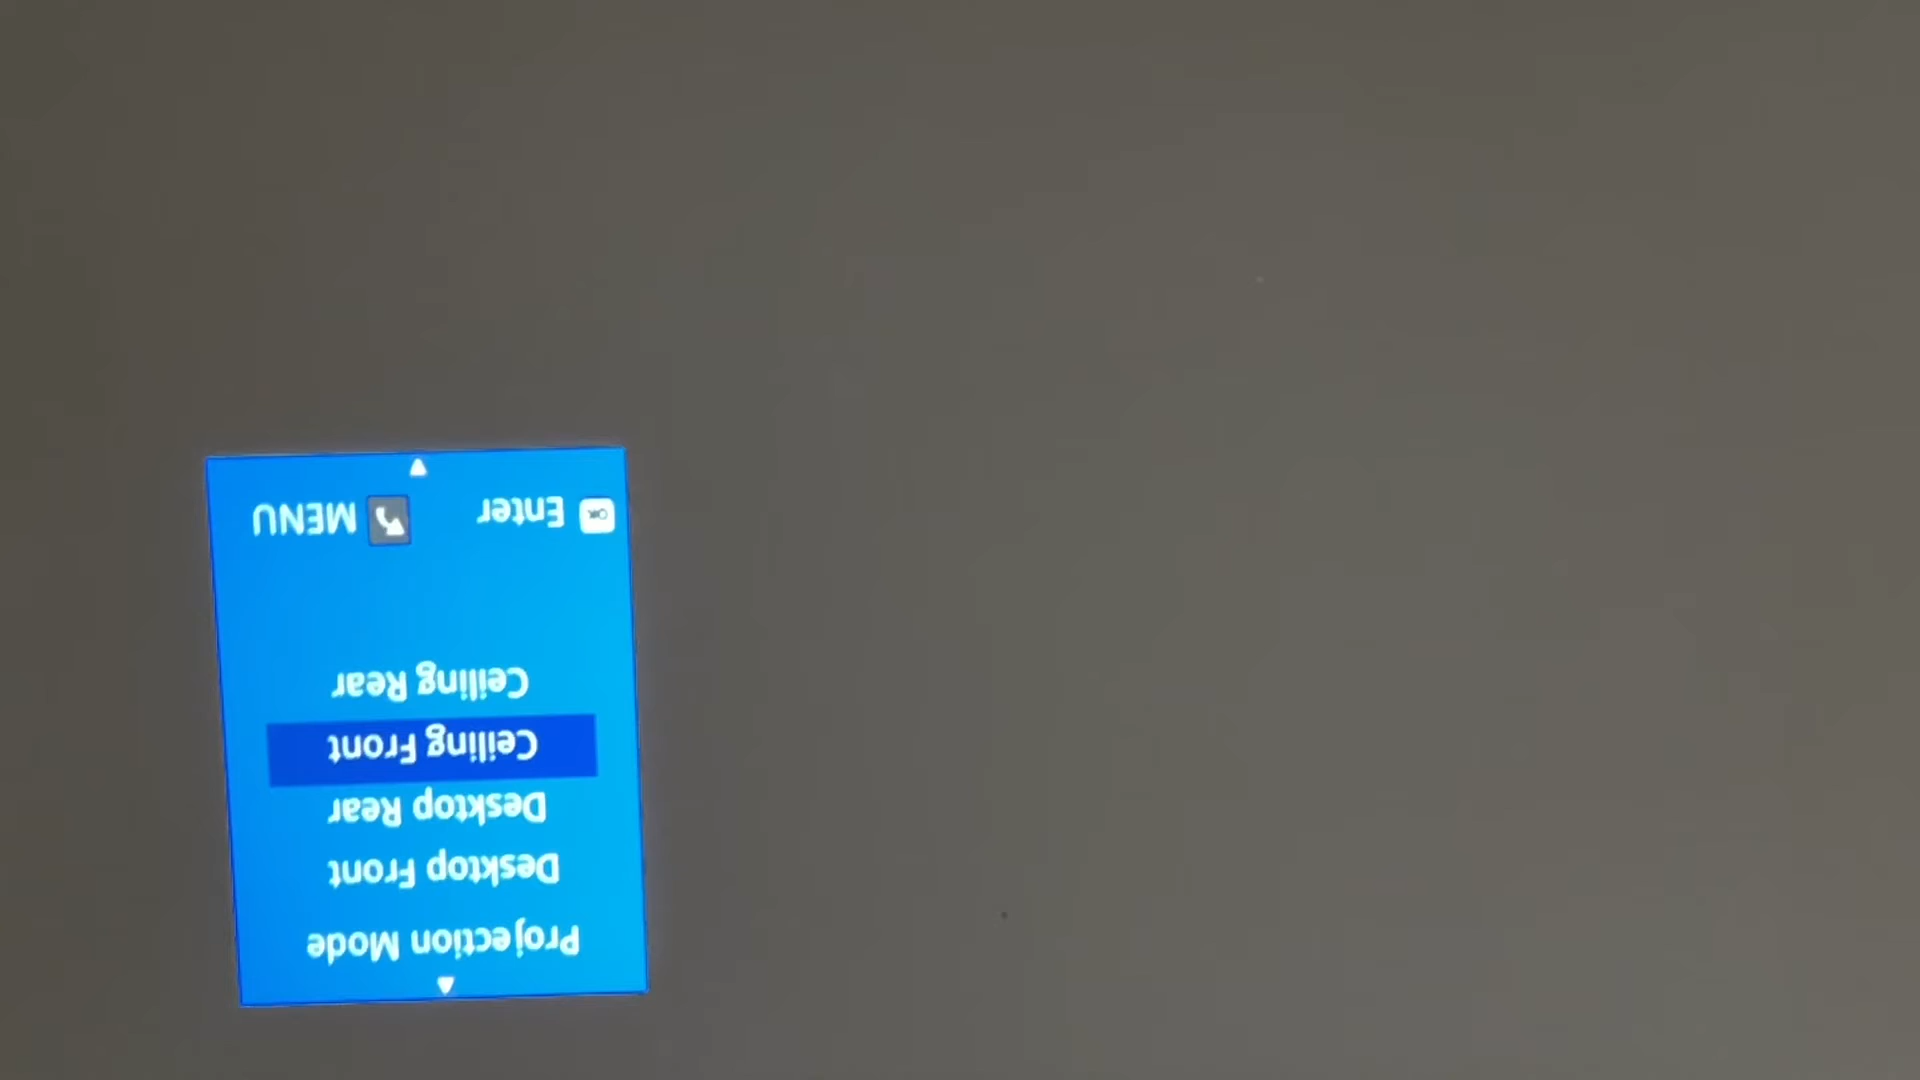 Projection Mode
Desktop Front
Desktop Rear
Ceiling Front
Ceiling Rear
OK Enter MENU